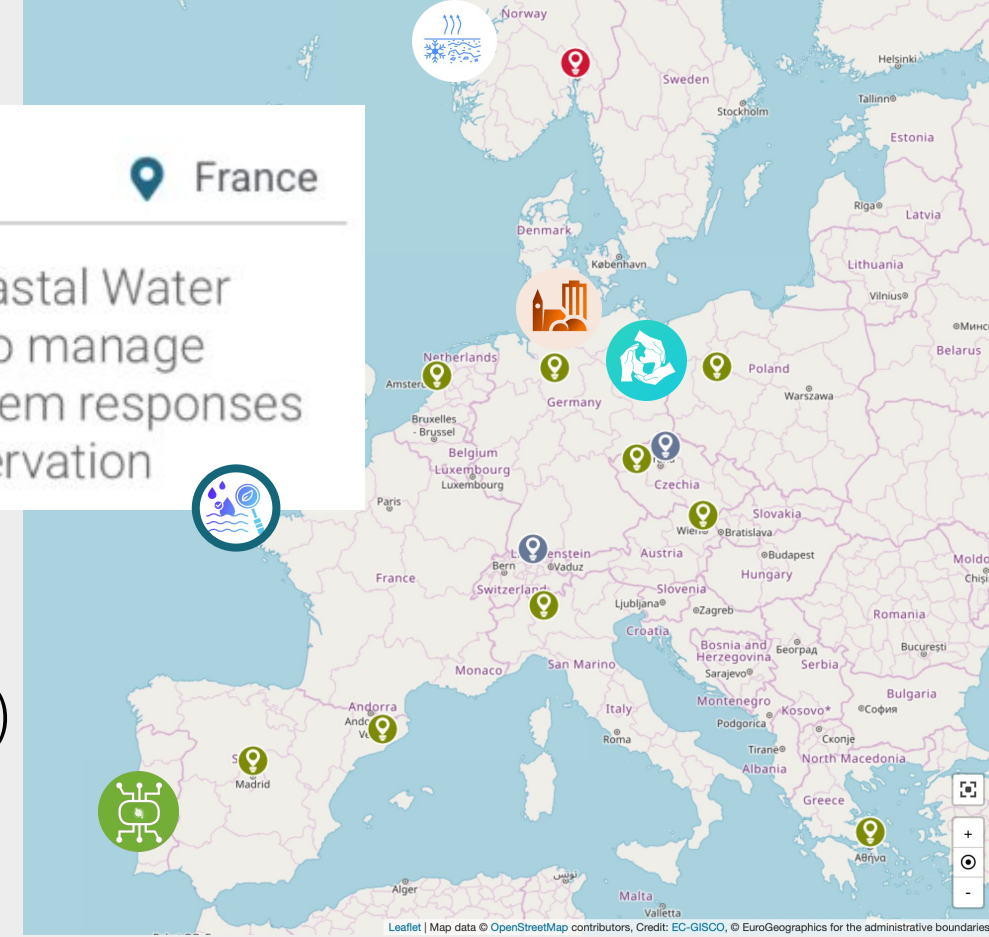 Norway
Helsinki
Sweden
Stockholm
Tallinn
Estonia
France
Riga
Latvia
Denmark
København
Lithuania
astal Water
Vilnius
o manage
Belarus
Netherlands
Poland
em responses
Warszawa
Germany
Bruxelles
- Brussel
Belgium
ervation
Luxembourg
Luxembourg
Czechia
Paris
Slovakia
Bratislava
Austria
Budapest
Bern
Vaduz
Hungary
France
Switzerland
Slovenia
Ljubljana
Zagreb
Romania
Croatia
Bosnia and
Herzegovina
Београд
București
San Marino
Serbia
Monaco
Sarajevo
Montenegro
Bulgaria
Andorra
Italy
Kosovo*
София
Podgorica
Roma
Скопје
Tiranë
North Macedonia
Albania
Madrid
Greece
+
Αθήνα
-
Alger
تونس
Malta
Valletta
Leaflet | Map data © OpenStreetMap contributors, Credit: EC-GISCO, © EuroGeographics for the administrative boundaries